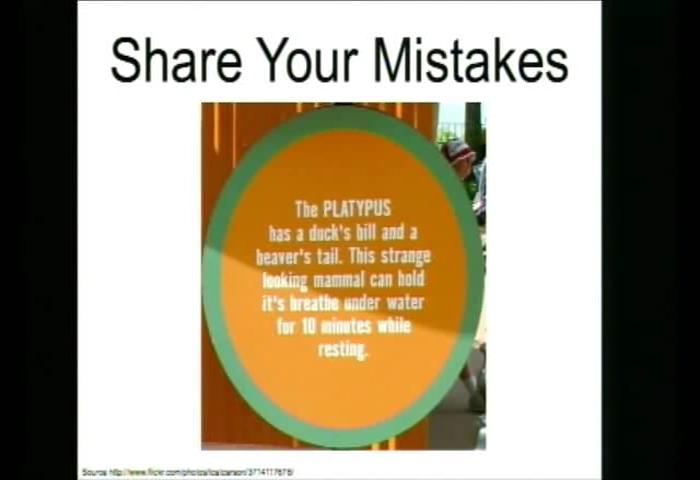 Share Your Mistakes
The PLATYPUS
has a duck's bill and a
beaver's tail. This strange
looking mammal can hold
it's breathe under water
for 10 minutes while
resting.